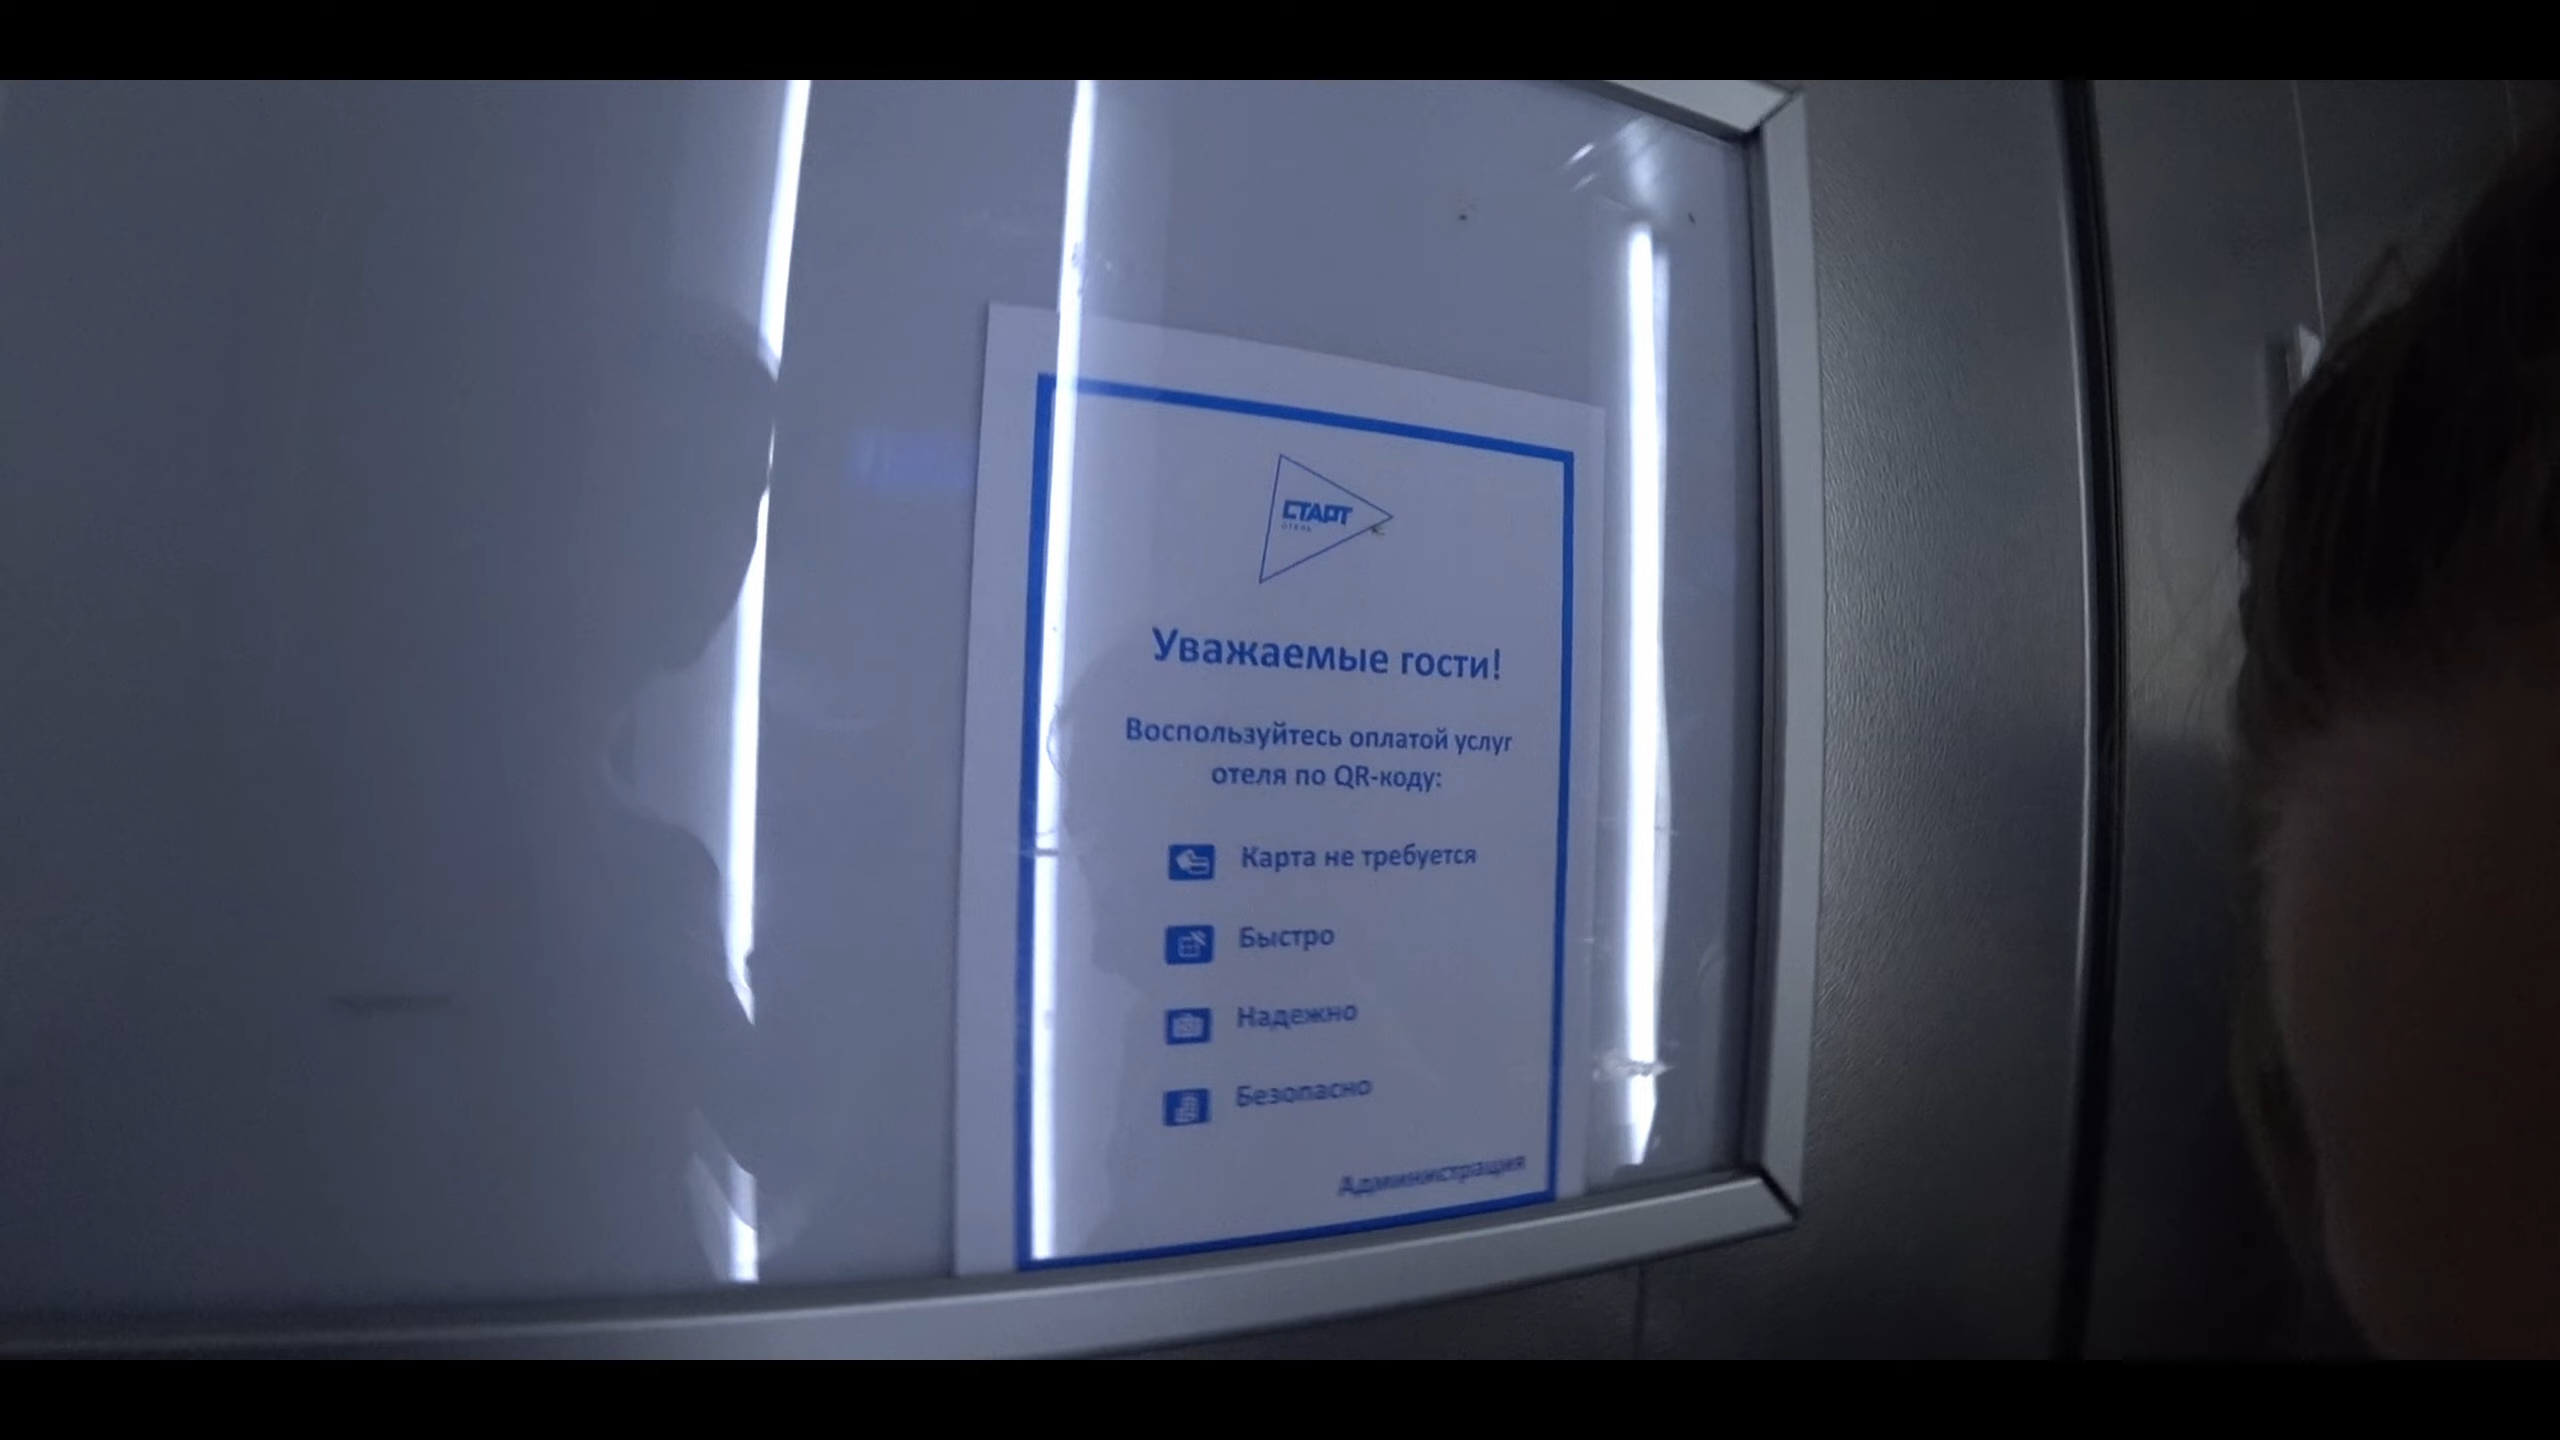 СТАРТ
ОТЕЛЬ
Уважаемые гости!
Воспользуйтесь оплатой услуг
отеля по QR-коду:
Карта не требуется
Быстро
Надежно
Безопасно
Администрация